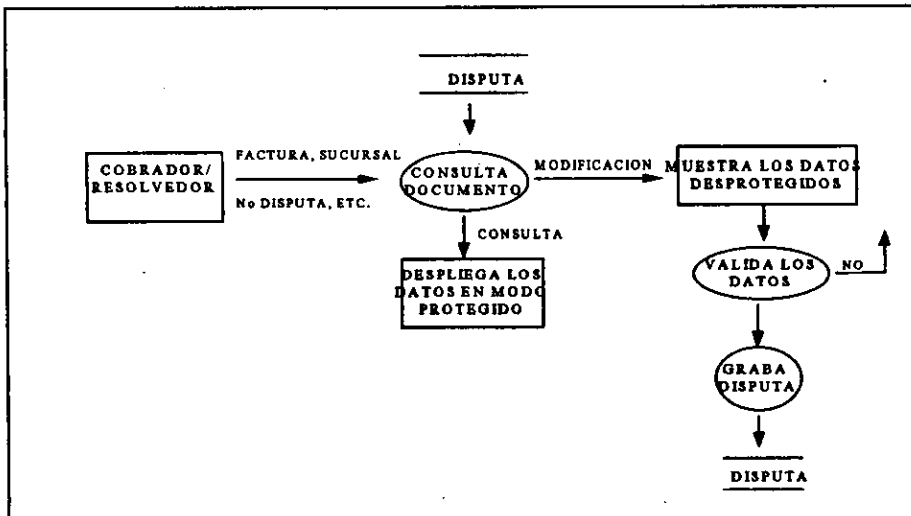 DISPUTA
COBRADOR/
RESOLVEDOR
FACTURA, SUCURSAL
No DISPUTA, ETC.
CONSULTA
DOCUMENTO
MODIFICACION
MUESTRA LOS DATOS
DESPROTEGIDOS
CONSULTA
DESPLIEGA LOS
DATOS EN MODO
PROTEGIDO
VALIDA LOS
DATOS
NO
GRABA
DISPUTA
DISPUTA